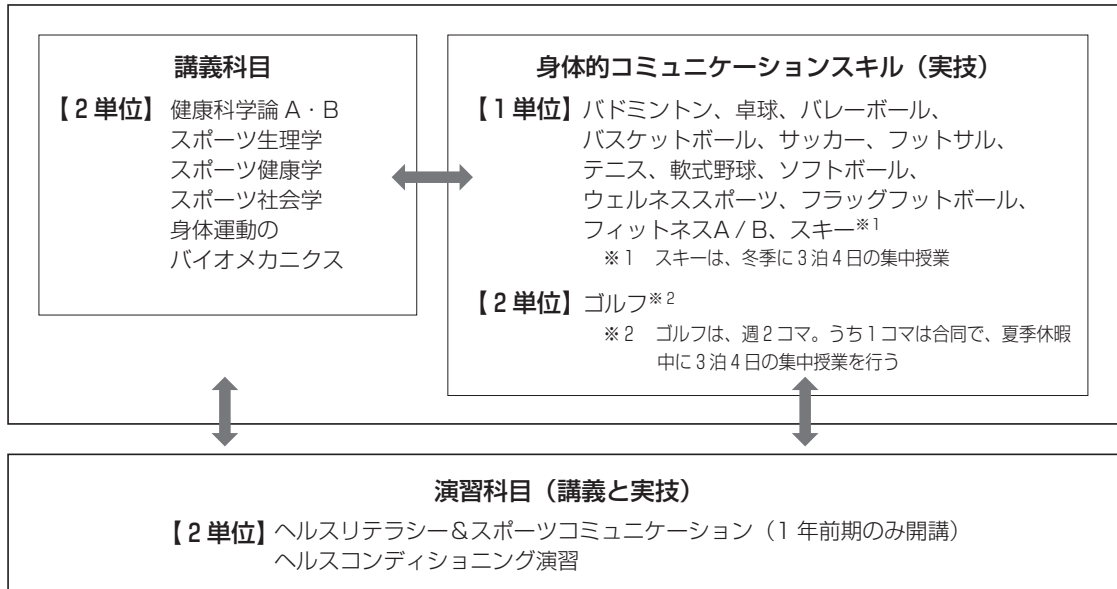 講義科目
【2単位】健康科学論 A・B
スポーツ生理学
スポーツ健康学
スポーツ社会学
身体運動の
バイオメカニクス
身体的コミュニケーションスキル（実技）
【1単位】バドミントン、卓球、バレーボール、
バスケットボール、サッカー、フットサル、
テニス、軟式野球、ソフトボール、
ウェルネススポーツ、フラッグフットボール、
フィットネスA / B、スキー※1
※1　スキーは、冬季に3泊4日の集中授業
【2単位】ゴルフ※2
※2　ゴルフは、週2コマ。うち1コマは合同で、夏季休暇
中に3泊4日の集中授業を行う
演習科目（講義と実技）
【2単位】ヘルスリテラシー＆スポーツコミュニケーション（1 年前期のみ開講）
ヘルスコンディショニング演習